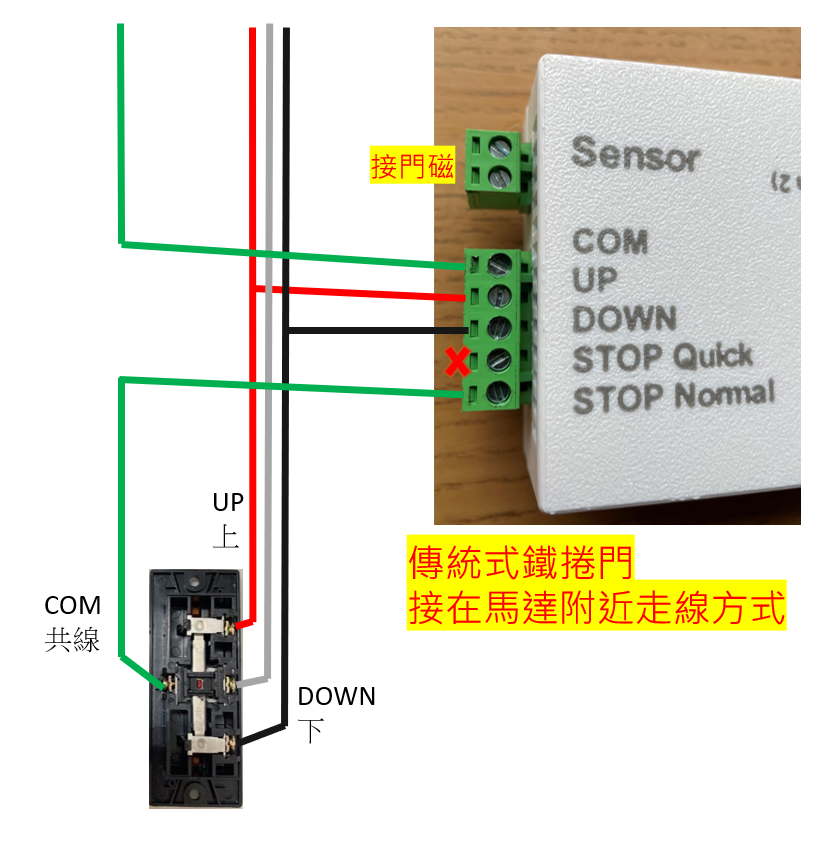 接門磁
Sensor
COM
UP
DOWN
STOP Quick
STOP Normal
UP
上
COM
共線
DOWN
下
傳統式鐵捲門
接在馬達附近走線方式